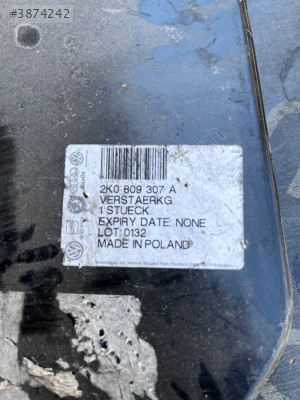 #3874242
2K0 809 307 A
VERSTAERKG
1 STUECK
EXPIRY DATE: NONE
LOT: 0132
MADE IN POLAND